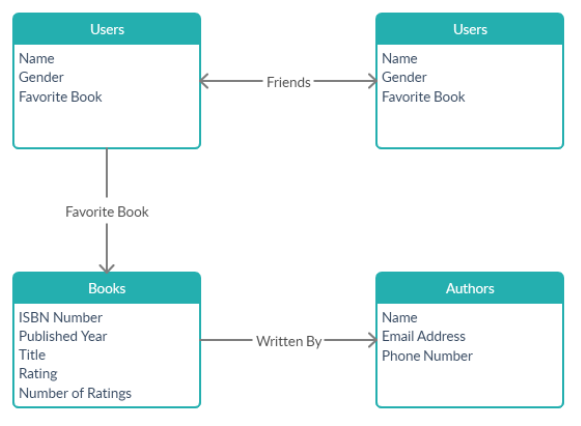 Users
Name
Gender
Favorite Book
Friends
Users
Name
Gender
Favorite Book
Favorite Book
Books
ISBN Number
Published Year
Title
Rating
Number of Ratings
Written By
Authors
Name
Email Address
Phone Number